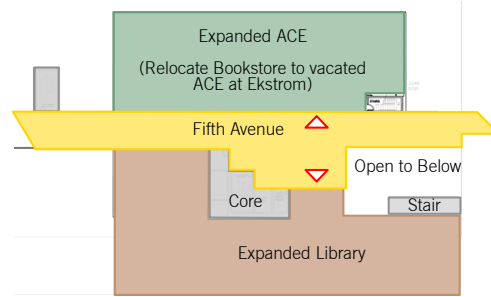 Expanded ACE
(Relocate Bookstore to vacated
ACE at Ekstrom)
Fifth Avenue
Open to Below
Core
Stair
Expanded Library